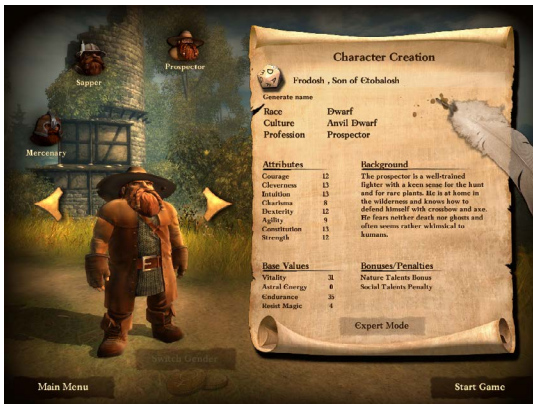 Character Creation
Prospector
Sapper
Frodosh , Son of Etobalosh
Generate name
Race Dwarf
Culture Anvil Dwarf
Profession Prospector
Mercenary
Attributes
Courage 12
Cleverness 13
Intuition 13
Charisma 8
Dexterity 12
Agility 9
Constitution 13
Strength 12
Background
The prospector is a well-trained
fighter with a keen sense for the hunt
and for rare plants. He is at home in
the wilderness and knows how to
defend himself with crossbow and axe.
He fears neither death nor ghosts and
often seems rather whimsical to
humans.
Base Values
Vitality 31
Astral Energy 0
Endurance 35
Resist Magic 4
Bonuses/Penalties
Nature Talents Bonus
Social Talents Penalty
Expert Mode
Switch Gender
Main Menu
Start Game